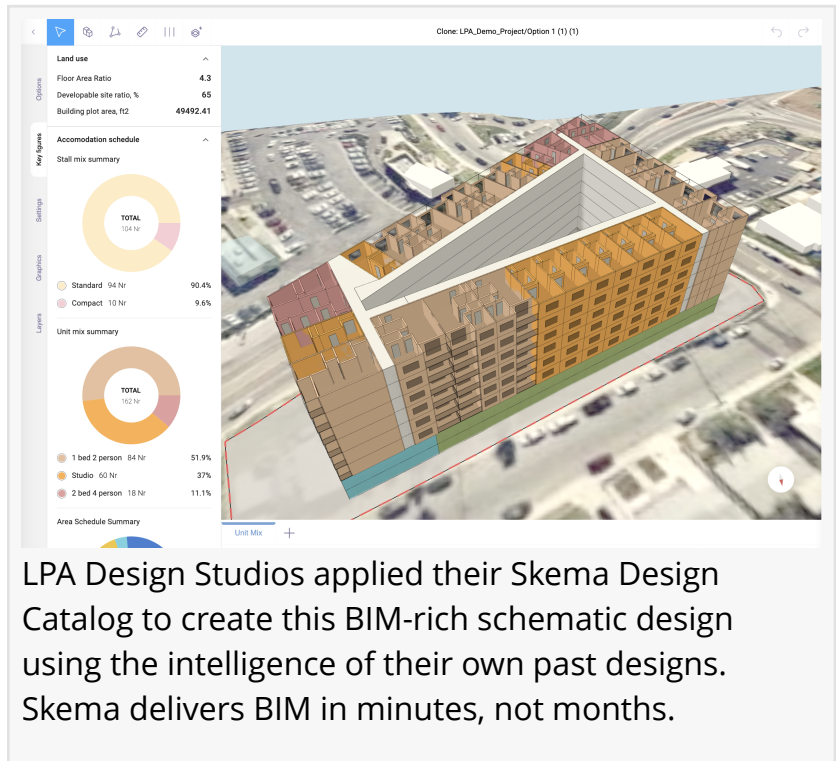 Clone: LPA_Demo_Project/Option 1 (1) (1)
Options
Key figures
Settings
Graphics
Layers
Land use
Floor Area Ratio 4.3
Developable site ratio, % 65
Building plot area, ft2 49492.41
Accomodation schedule
Stall mix summary
TOTAL
104 Nr
Standard 94 Nr 90.4%
Compact 10 Nr 9.6%
Unit mix summary
TOTAL
162 Nr
1 bed 2 person 84 Nr 51.9%
Studio 60 Nr 37%
2 bed 4 person 18 Nr 11.1%
Area Schedule Summary
Unit Mix
LPA Design Studios applied their Skema Design
Catalog to create this BIM-rich schematic design
using the intelligence of their own past designs.
Skema delivers BIM in minutes, not months.